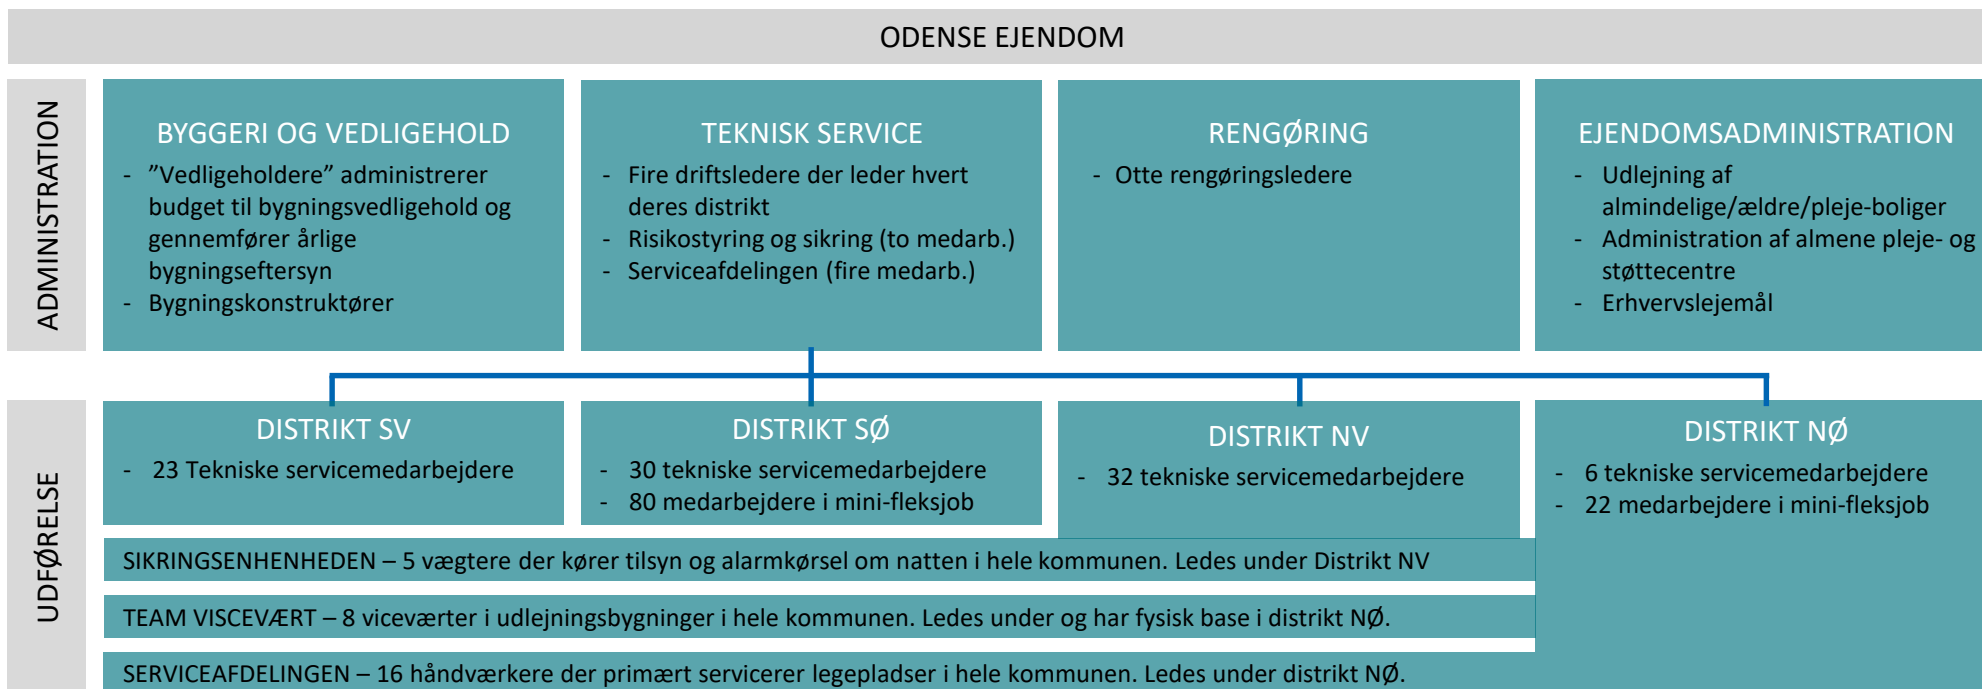 ODENSE EJENDOM
ADMINISTRATION
BYGGERI OG VEDLIGEHOLD
- ”Vedligeholdere” administrerer
budget til bygningsvedligehold og
gennemfører årlige
bygningseftersyn
- Bygningskonstruktører
TEKNISK SERVICE
- Fire driftsledere der leder hvert
deres distrikt
- Risikostyring og sikring (to medarb.)
- Serviceafdelingen (fire medarb.)
RENGØRING
- Otte rengøringsledere
EJENDOMSADMINISTRATION
- Udlejning af
almindelige/ældre/pleje-boliger
- Administration af almene pleje- og
støttecentre
- Erhvervslejemål
UDFØRELSE
DISTRIKT SV
- 23 Tekniske servicemedarbejdere
DISTRIKT SØ
- 30 tekniske servicemedarbejdere
- 80 medarbejdere i mini-fleksjob
DISTRIKT NV
- 32 tekniske servicemedarbejdere
DISTRIKT NØ
- 6 tekniske servicemedarbejdere
- 22 medarbejdere i mini-fleksjob
SIKRINGSENHENHEDEN – 5 vægtere der kører tilsyn og alarmkørsel om natten i hele kommunen. Ledes under Distrikt NV
TEAM VISCEVÆRT – 8 viceværter i udlejningsbygninger i hele kommunen. Ledes under og har fysisk base i distrikt NØ.
SERVICEAFDELINGEN – 16 håndværkere der primært servicerer legepladser i hele kommunen. Ledes under distrikt NØ.